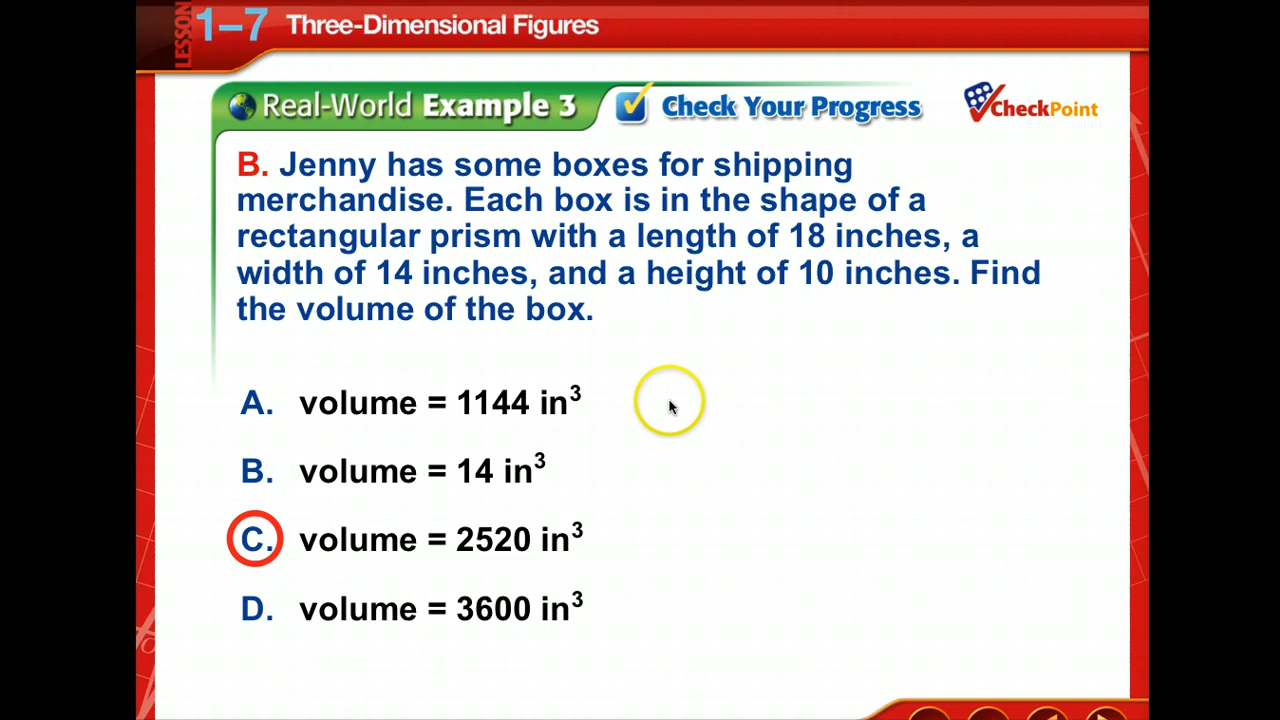 LESSON 1–7 Three-Dimensional Figures
Real-World Example 3 Check Your Progress CheckPoint
B. Jenny has some boxes for shipping
merchandise. Each box is in the shape of a
rectangular prism with a length of 18 inches, a
width of 14 inches, and a height of 10 inches. Find
the volume of the box.
A. volume = 1144 in³
B. volume = 14 in³
C. volume = 2520 in³
D. volume = 3600 in³